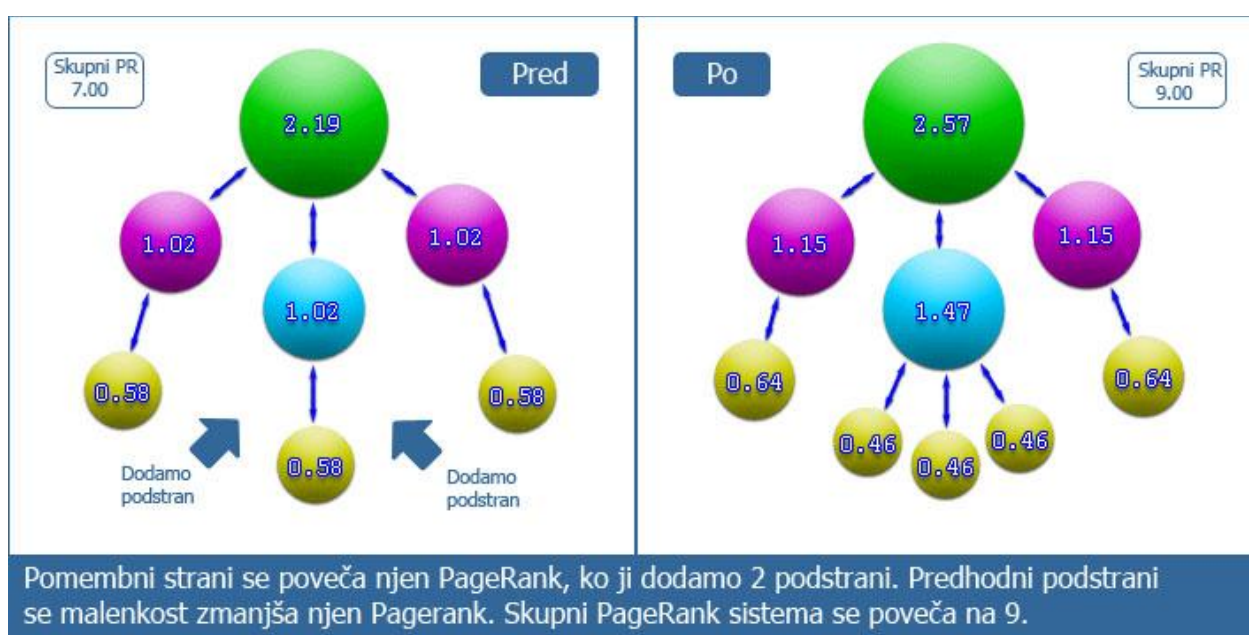 Skupni PR
7.00
Pred
2.19
1.02
1.02
1.02
0.58
0.58
0.58
Dodamo
podstran
Dodamo
podstran
Po
Skupni PR
9.00
2.57
1.15
1.15
1.47
0.64
0.64
0.46
0.46
0.46
Pomembni strani se poveča njen PageRank, ko ji dodamo 2 podstrani. Predhodni podstrani
se malenkost zmanjša njen Pagerank. Skupni PageRank sistema se poveča na 9.